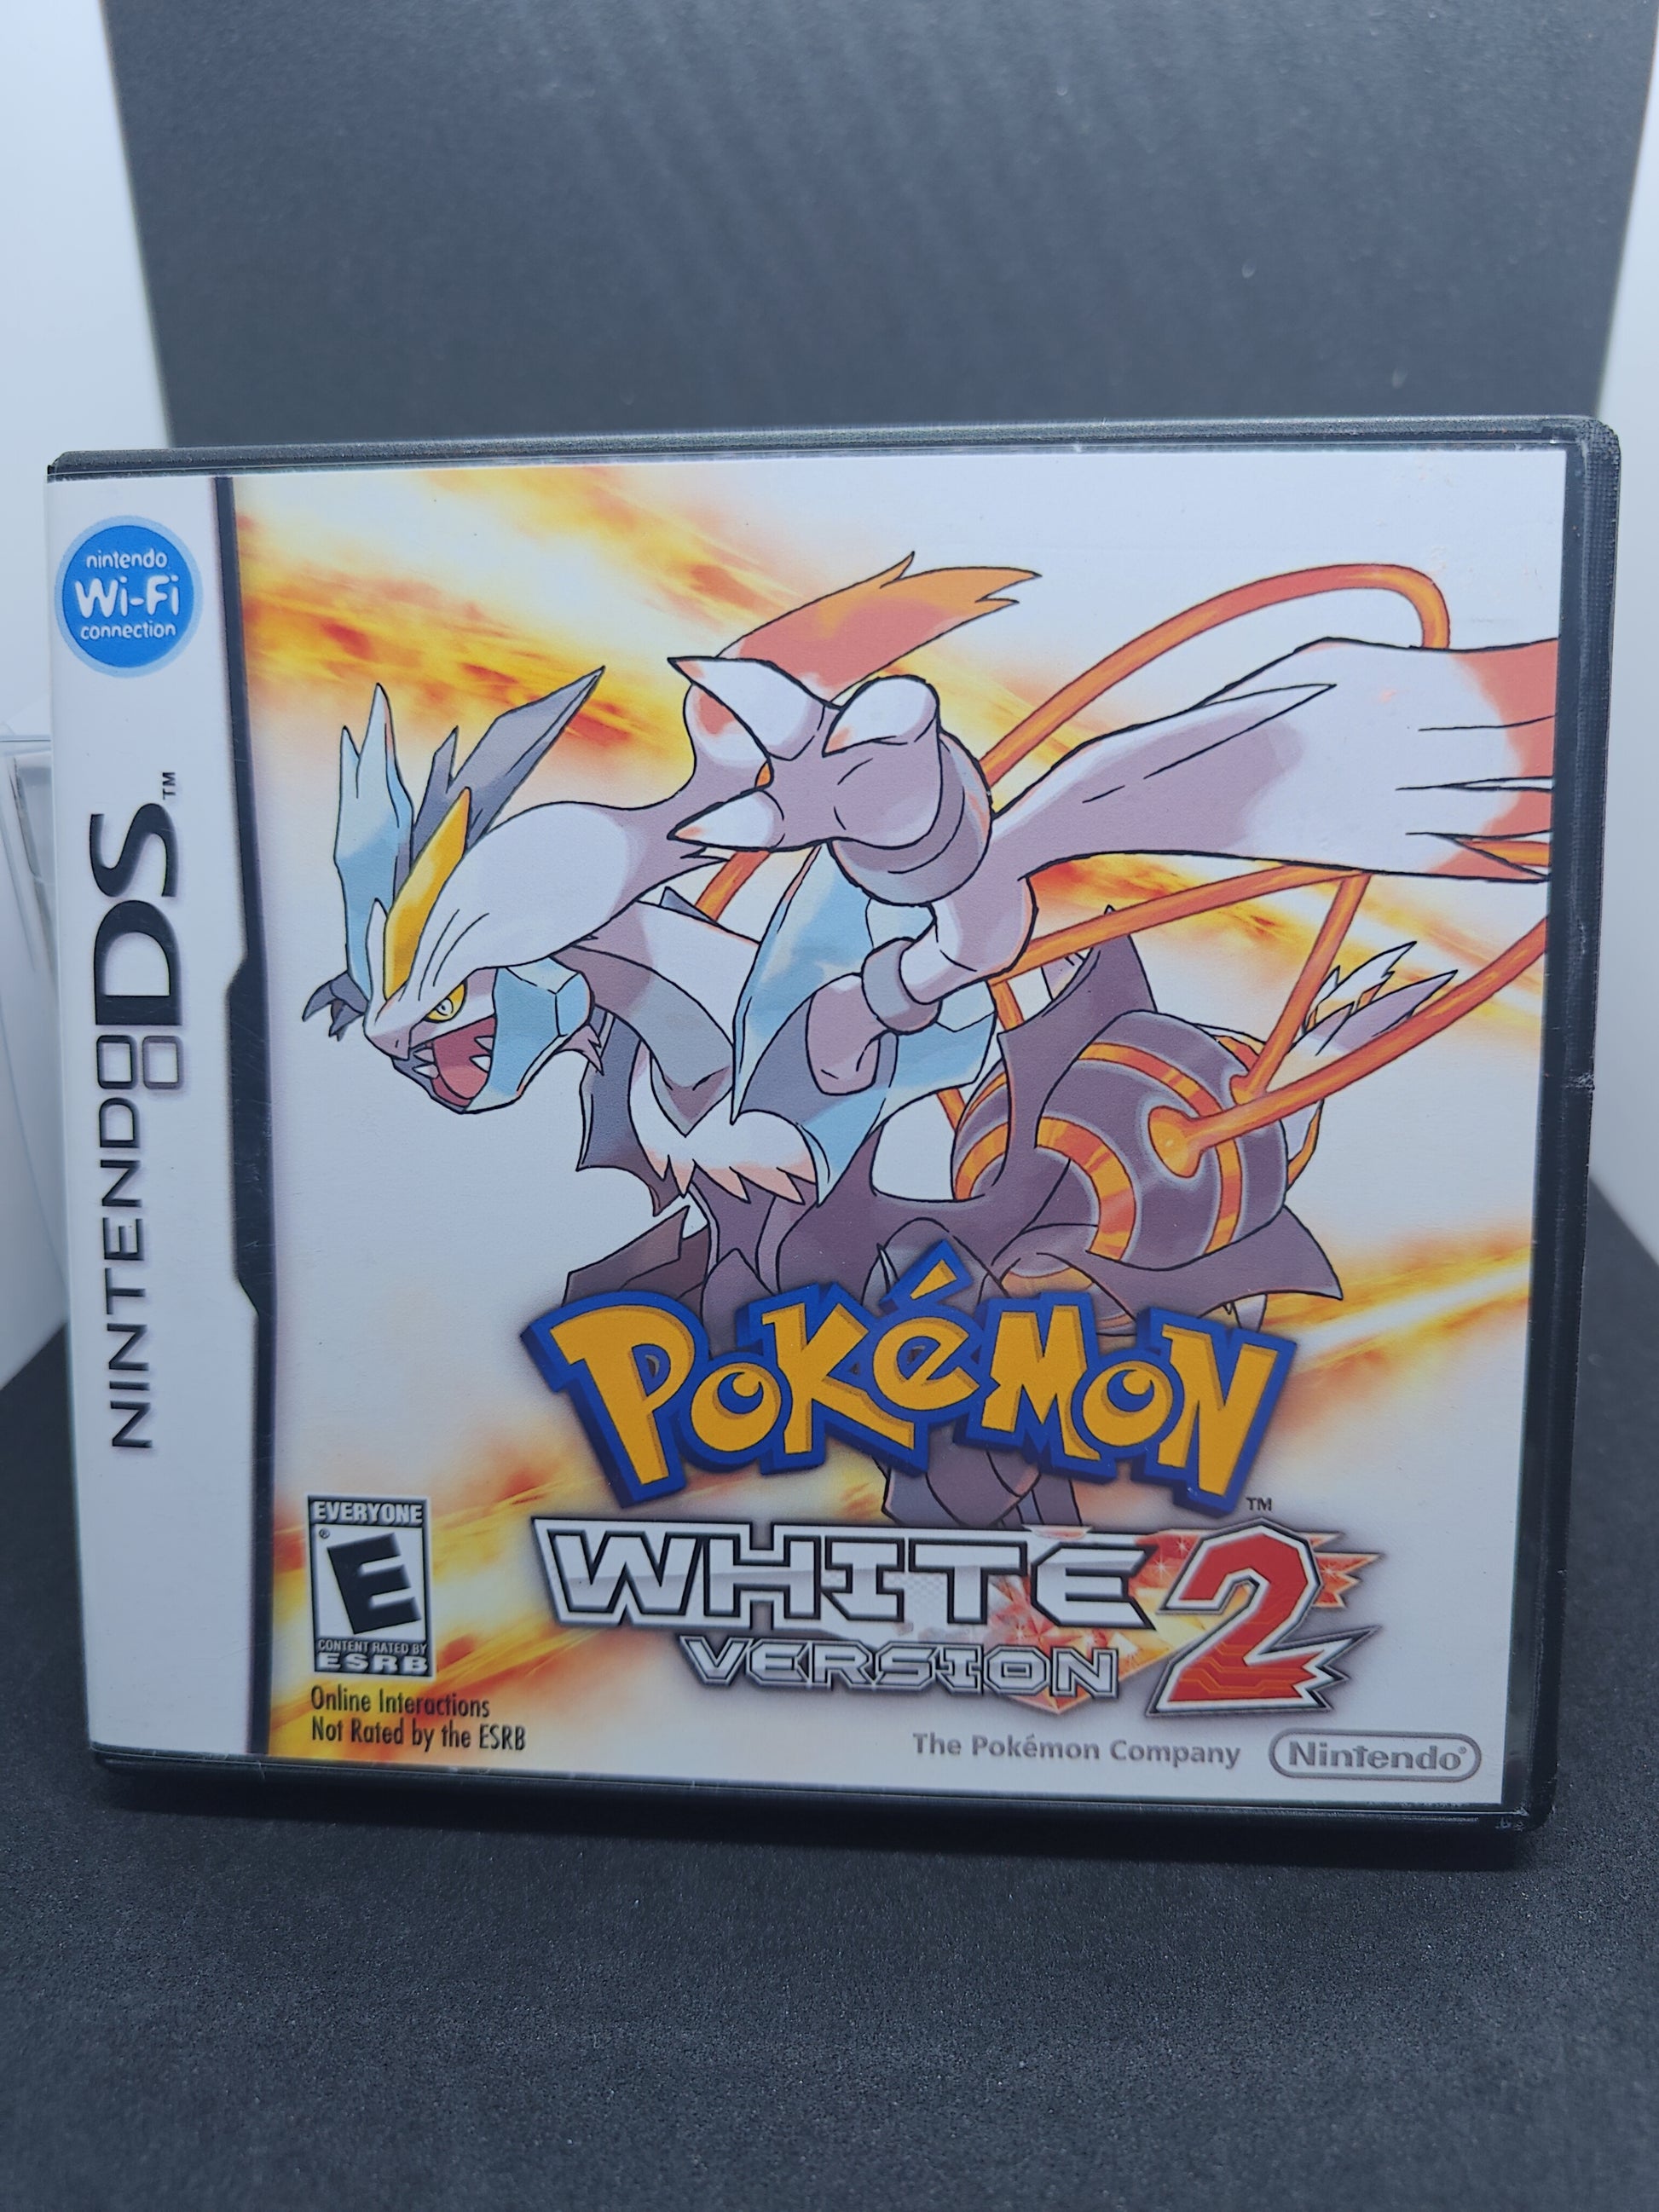 nintendo
Wi-Fi
connection
NINTENDO DS™
POKéMON™
WHITE 2
VERSION
EVERYONE
E®
CONTENT RATED BY
ESRB
Online Interactions
Not Rated by the ESRB
The Pokémon Company
Nintendo®